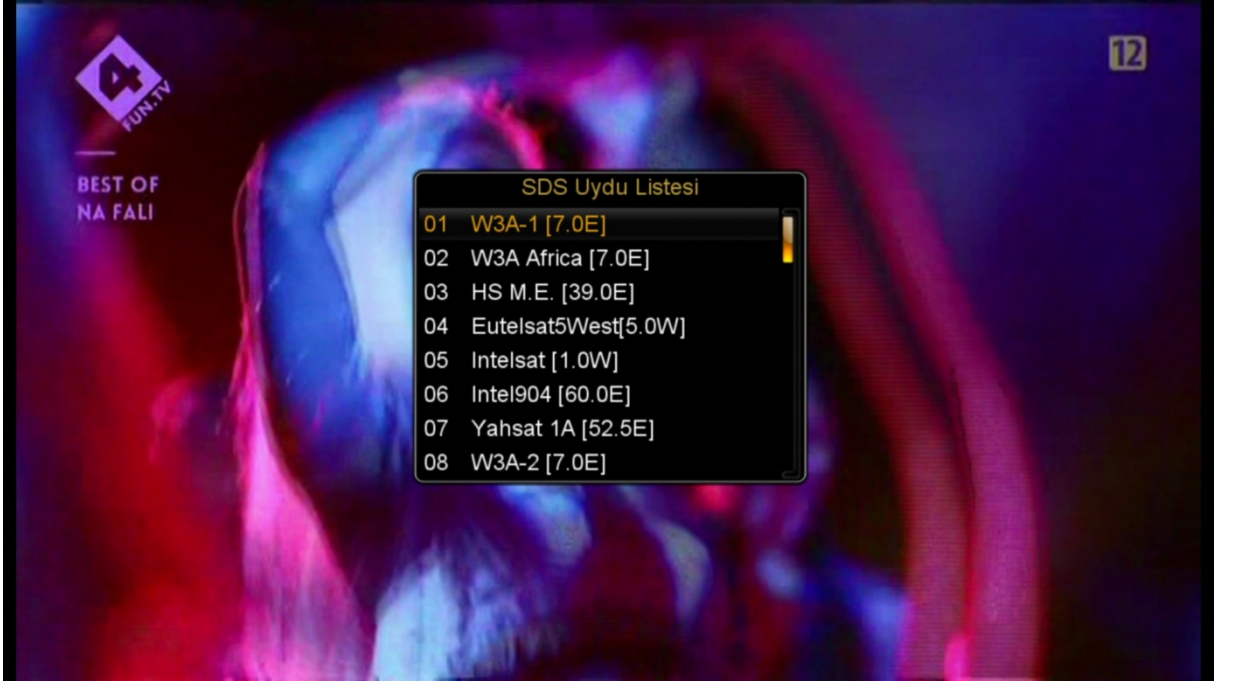 4
FUN.TV
BEST OF
NA FALI
12
SDS Uydu Listesi
01 W3A-1 [7.0E]
02 W3A Africa [7.0E]
03 HS M.E. [39.0E]
04 Eutelsat5West[5.0W]
05 Intelsat [1.0W]
06 Intel904 [60.0E]
07 Yahsat 1A [52.5E]
08 W3A-2 [7.0E]